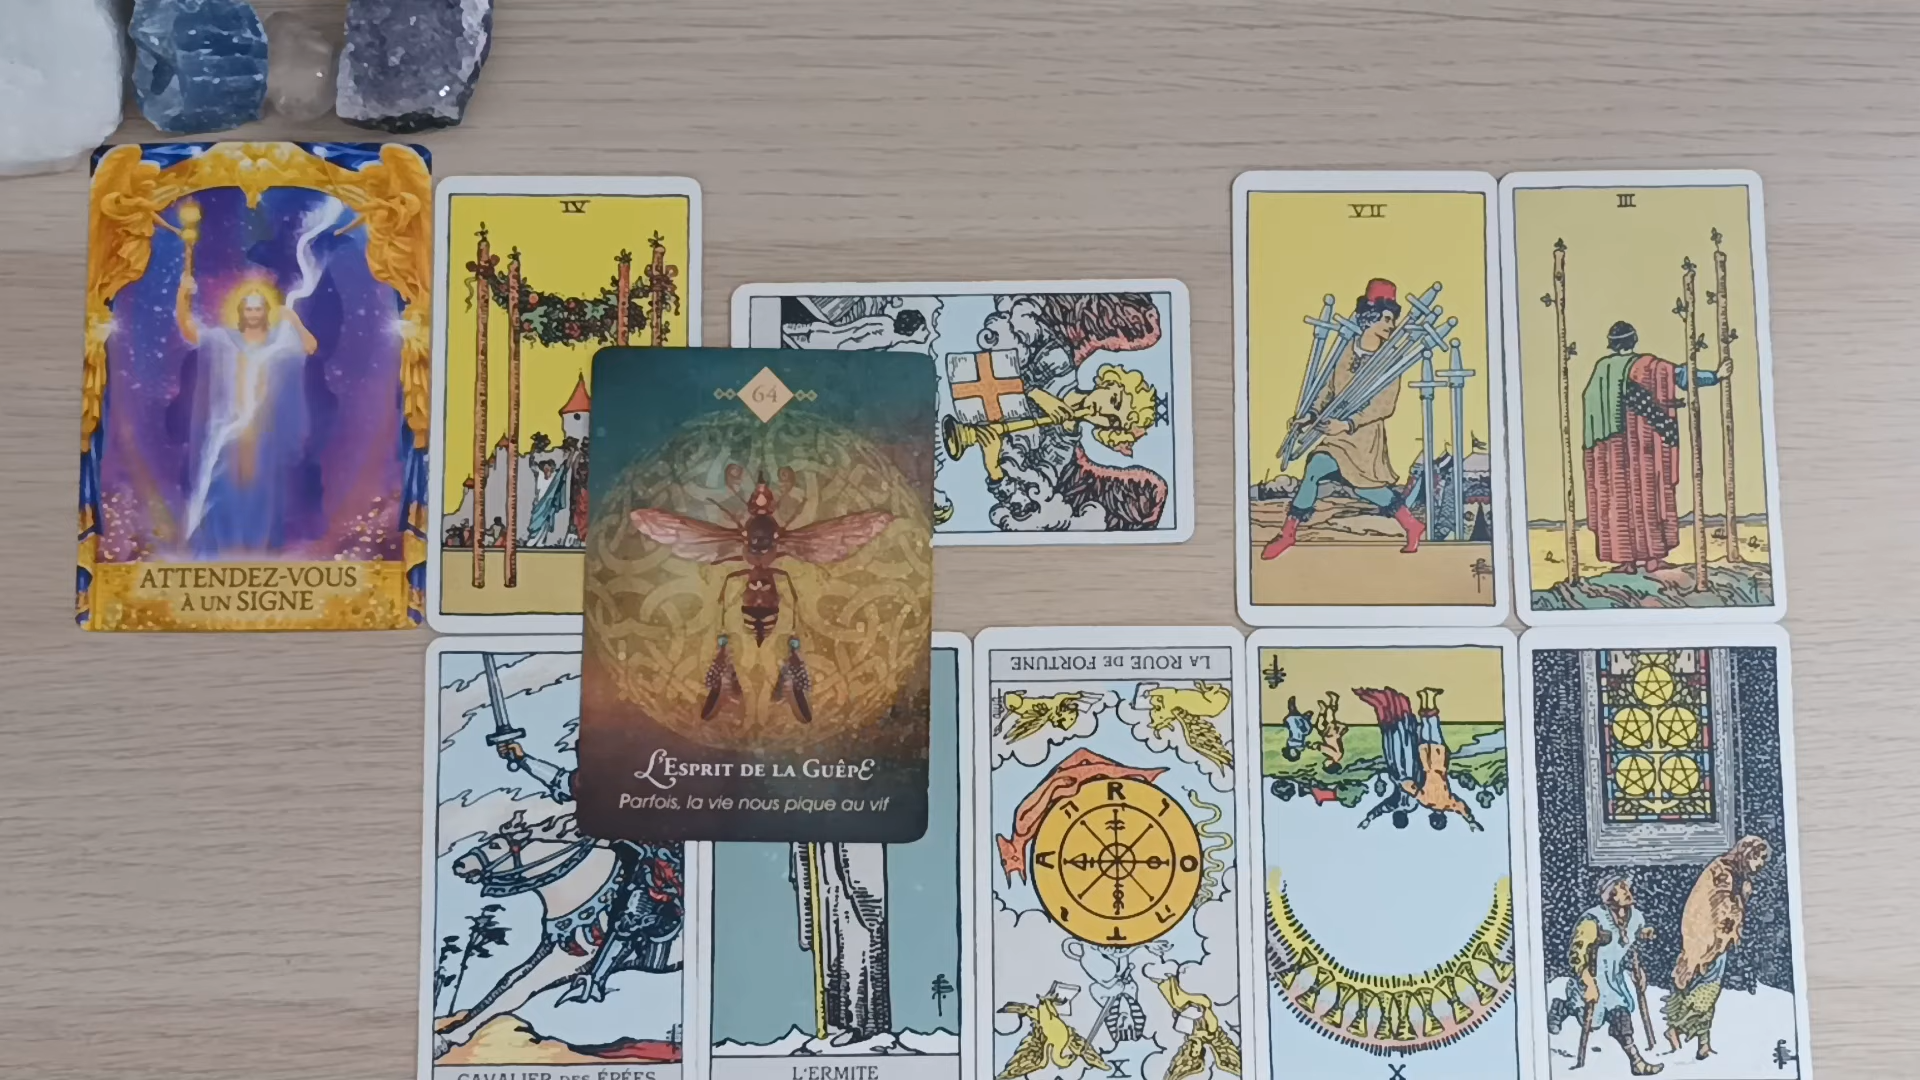 ATTENDEZ-VOUS
À UN SIGNE
IV
64
L'ESPRIT DE LA GUÊPE
Parfois, la vie nous pique au vif
XX
VII
III
CAVALIER DES ÉPÉES
L'ERMITE
LA ROUE DE FORTUNE
R
O
T
A
X
X